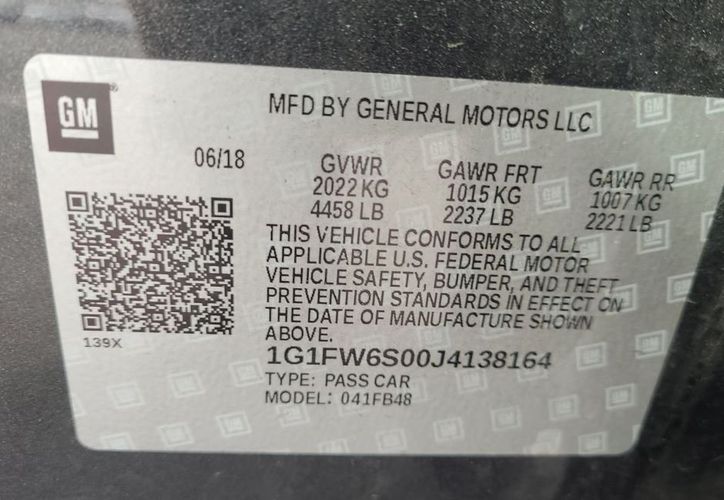 GM
MFD BY GENERAL MOTORS LLC
06/18
GVWR GAWR FRT GAWR RR
2022 KG 1015 KG 1007 KG
4458 LB 2237 LB 2221 LB
THIS VEHICLE CONFORMS TO ALL
APPLICABLE U.S. FEDERAL MOTOR
VEHICLE SAFETY, BUMPER, AND THEFT
PREVENTION STANDARDS IN EFFECT ON
THE DATE OF MANUFACTURE SHOWN
ABOVE.
139X
1G1FW6S00J4138164
TYPE: PASS CAR
MODEL: 041FB48